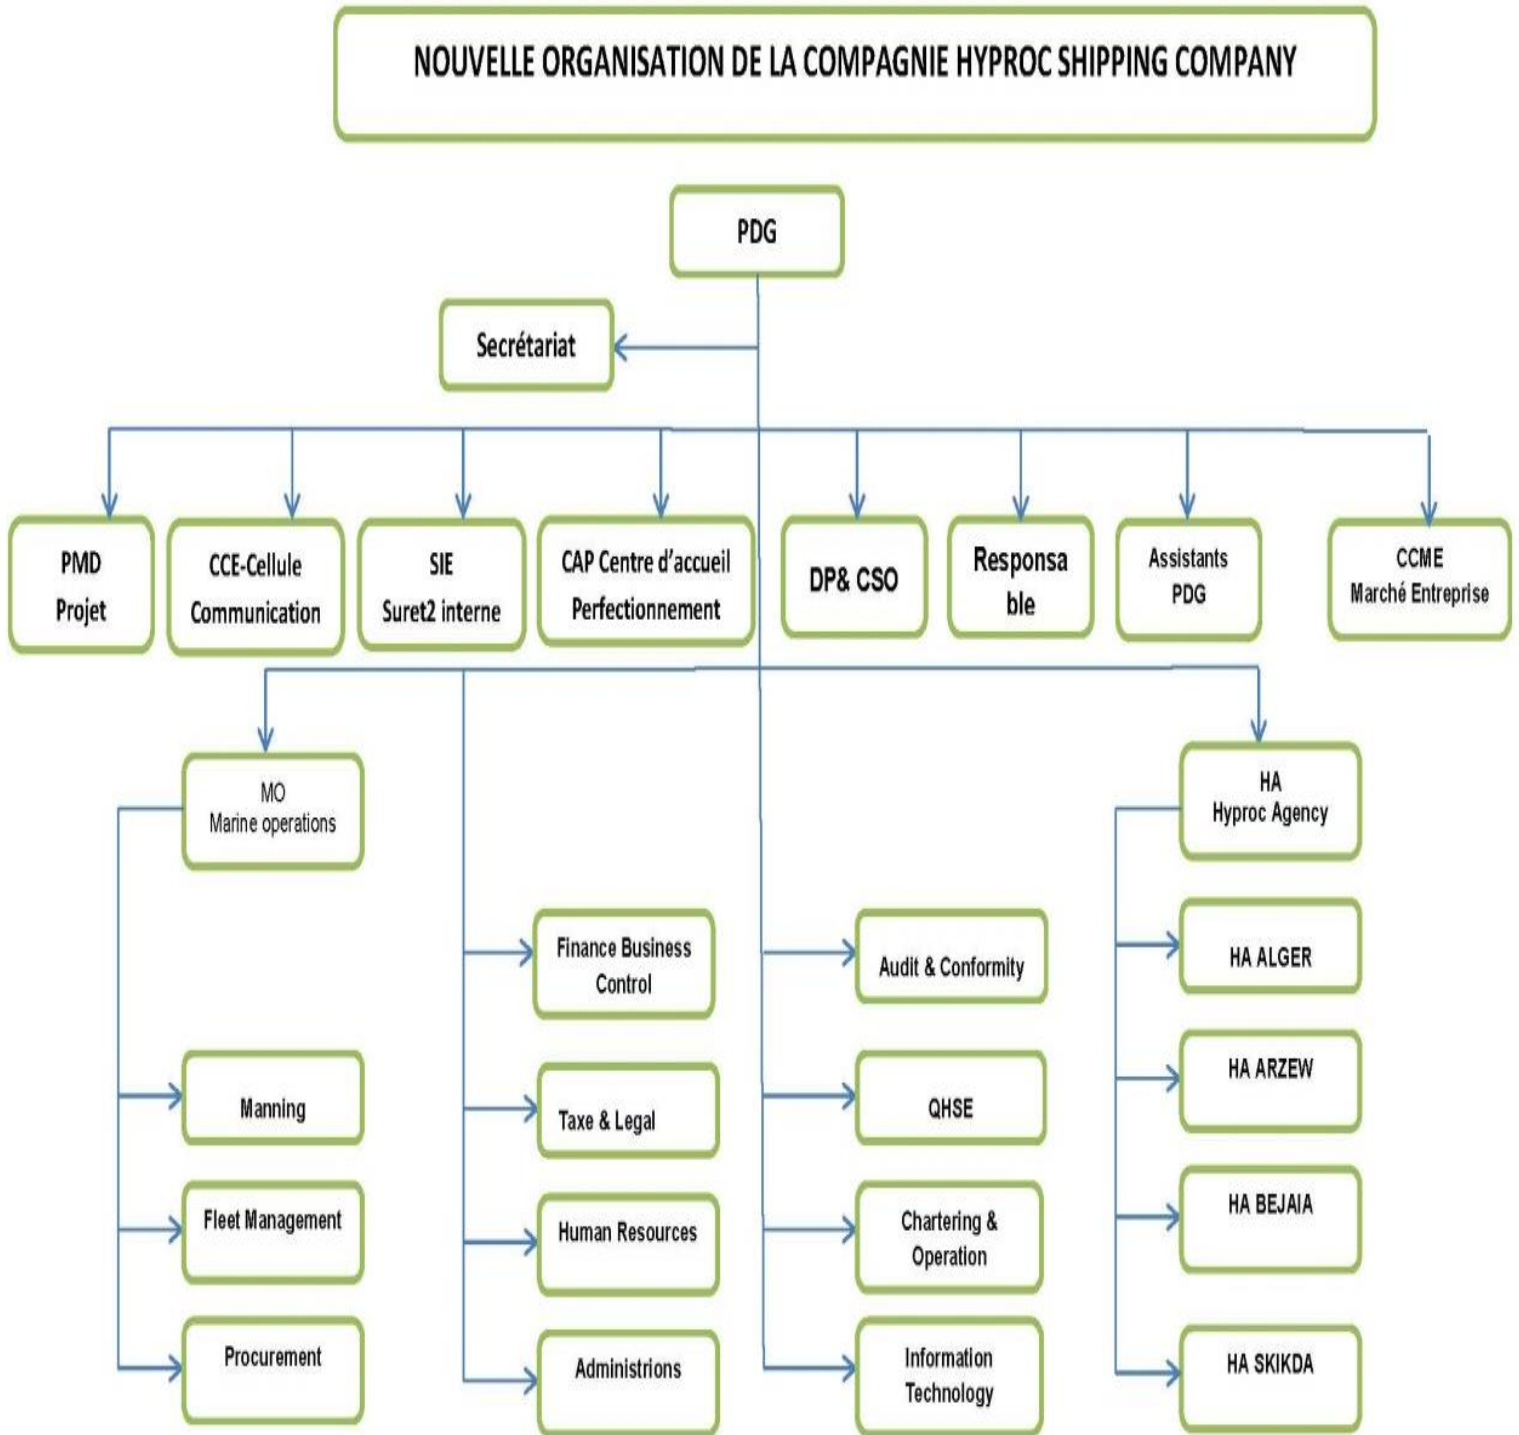 NOUVELLE ORGANISATION DE LA COMPAGNIE HYPROC SHIPPING COMPANY
PDG
Secrétariat
PMD
Projet
CCE-Cellule
Communication
SIE
Suret2 interne
CAP Centre d'accueil
Perfectionnement
DP& CSO
Responsa
ble
Assistants
PDG
CCME
Marché Entreprise
MO
Marine operations
HA
Hyproc Agency
Finance Business
Control
Audit & Conformity
HA ALGER
Manning
Taxe & Legal
QHSE
HA ARZEW
Fleet Management
Human Resources
Chartering &
Operation
HA BEJAIA
Procurement
Administrions
Information
Technology
HA SKIKDA